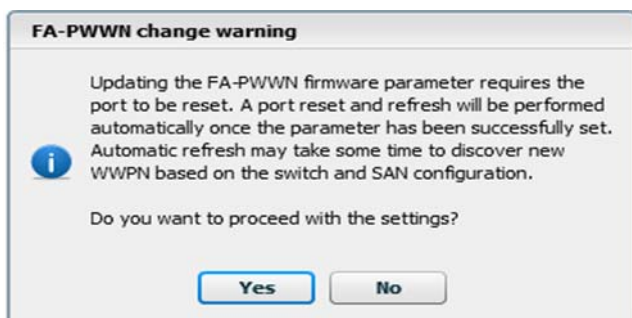 FA-PWWN change warning
Updating the FA-PWWN firmware parameter requires the
port to be reset. A port reset and refresh will be performed
automatically once the parameter has been successfully set.
Automatic refresh may take some time to discover new
WWPN based on the switch and SAN configuration.
Do you want to proceed with the settings?
Yes
No